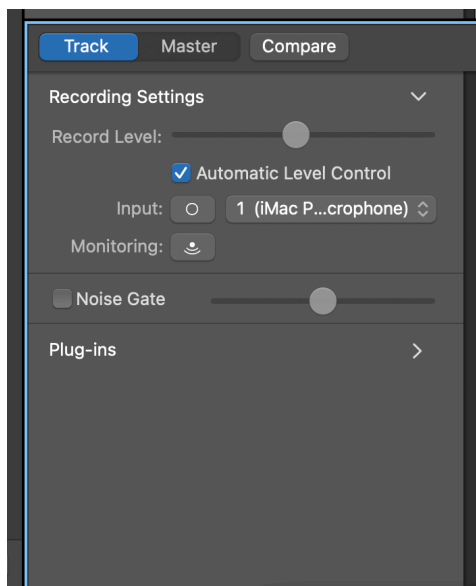 Track Master Compare
Recording Settings
Record Level:
Automatic Level Control
Input: 1 (iMac P...crophone)
Monitoring:
Noise Gate
Plug-ins